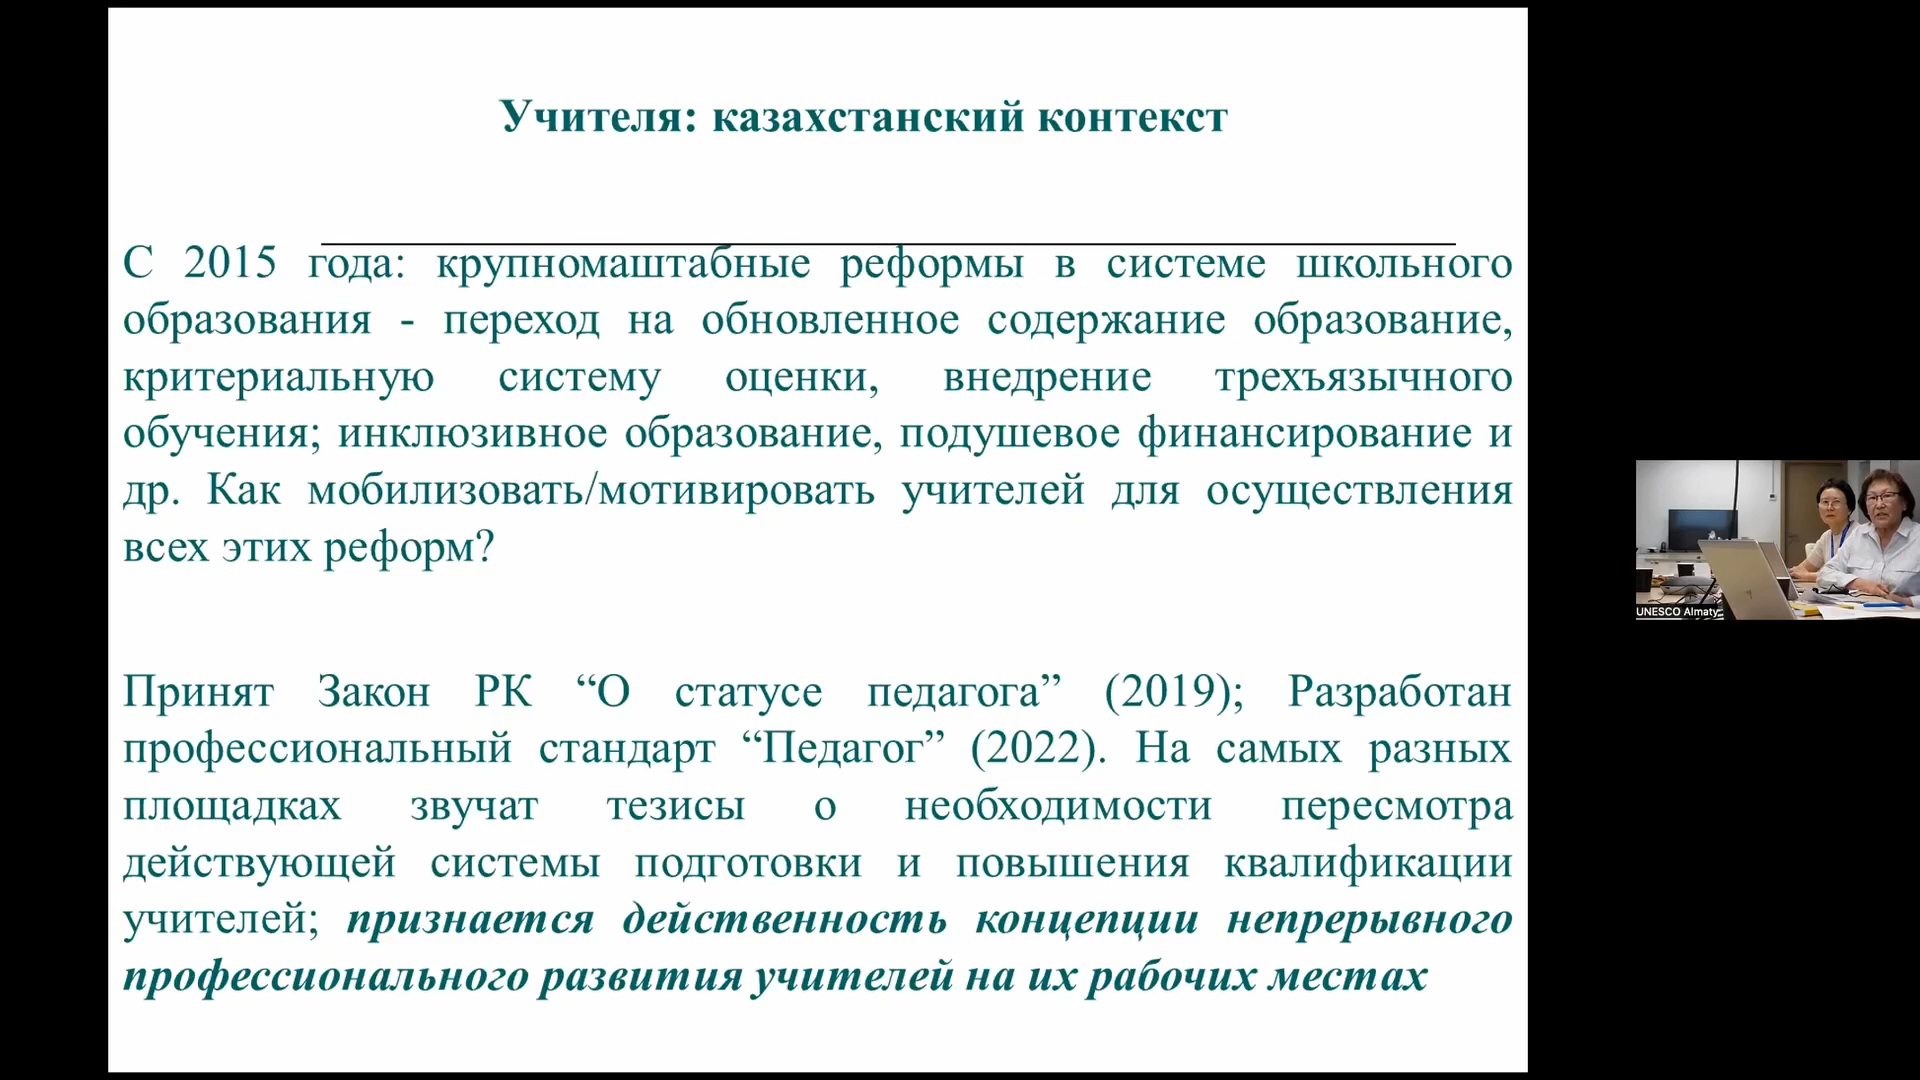 Учителя: казахстанский контекст
С 2015 года: крупномаштабные реформы в системе школьного
образования - переход на обновленное содержание образование,
критериальную систему оценки, внедрение трехъязычного
обучения; инклюзивное образование, подушевое финансирование и
др. Как мобилизовать/мотивировать учителей для осуществления
всех этих реформ?
Принят Закон РК “О статусе педагога” (2019); Разработан
профессиональный стандарт “Педагог” (2022). На самых разных
площадках звучат тезисы о необходимости пересмотра
действующей системы подготовки и повышения квалификации
учителей; признается действенность концепции непрерывного
профессионального развития учителей на их рабочих местах
UNESCO Almaty